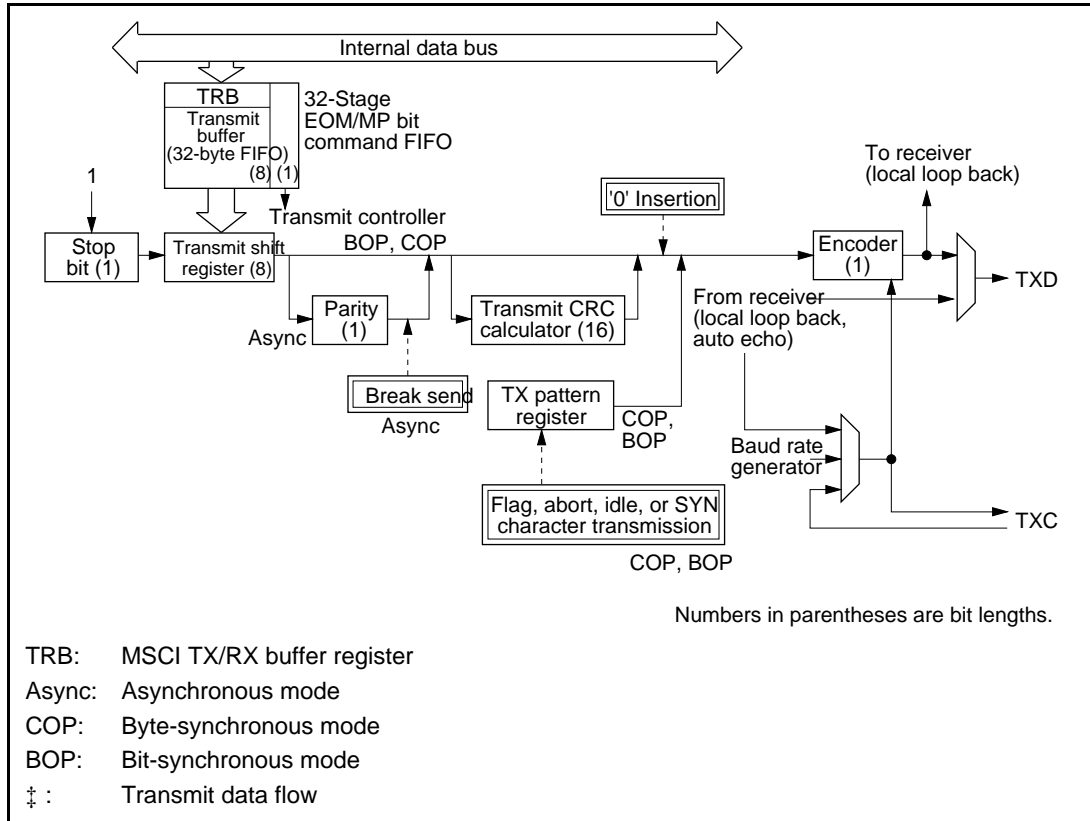 Internal data bus
TRB
Transmit
buffer
(32-byte FIFO)
(8) (1)
32-Stage
EOM/MP bit
command FIFO
1
Transmit controller
BOP, COP
'0' Insertion
To receiver
(local loop back)
Stop
bit (1)
Transmit shift
register (8)
Encoder
(1)
TXD
Async
Parity
(1)
Transmit CRC
calculator (16)
From receiver
(local loop back,
auto echo)
Break send
Async
TX pattern
register
COP,
BOP
Baud rate
generator
Flag, abort, idle, or SYN
character transmission
COP, BOP
TXC
Numbers in parentheses are bit lengths.
TRB: MSCI TX/RX buffer register
Async: Asynchronous mode
COP: Byte-synchronous mode
BOP: Bit-synchronous mode
‡ : Transmit data flow